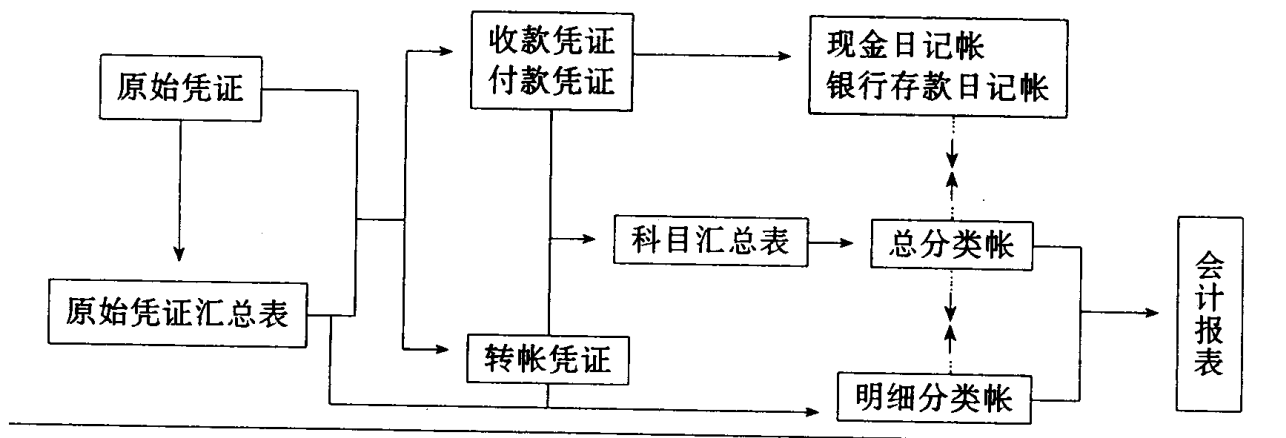 收款凭证
付款凭证
现金日记帐
银行存款日记帐
原始凭证
科目汇总表
总分类帐
会计报表
原始凭证汇总表
转帐凭证
明细分类帐